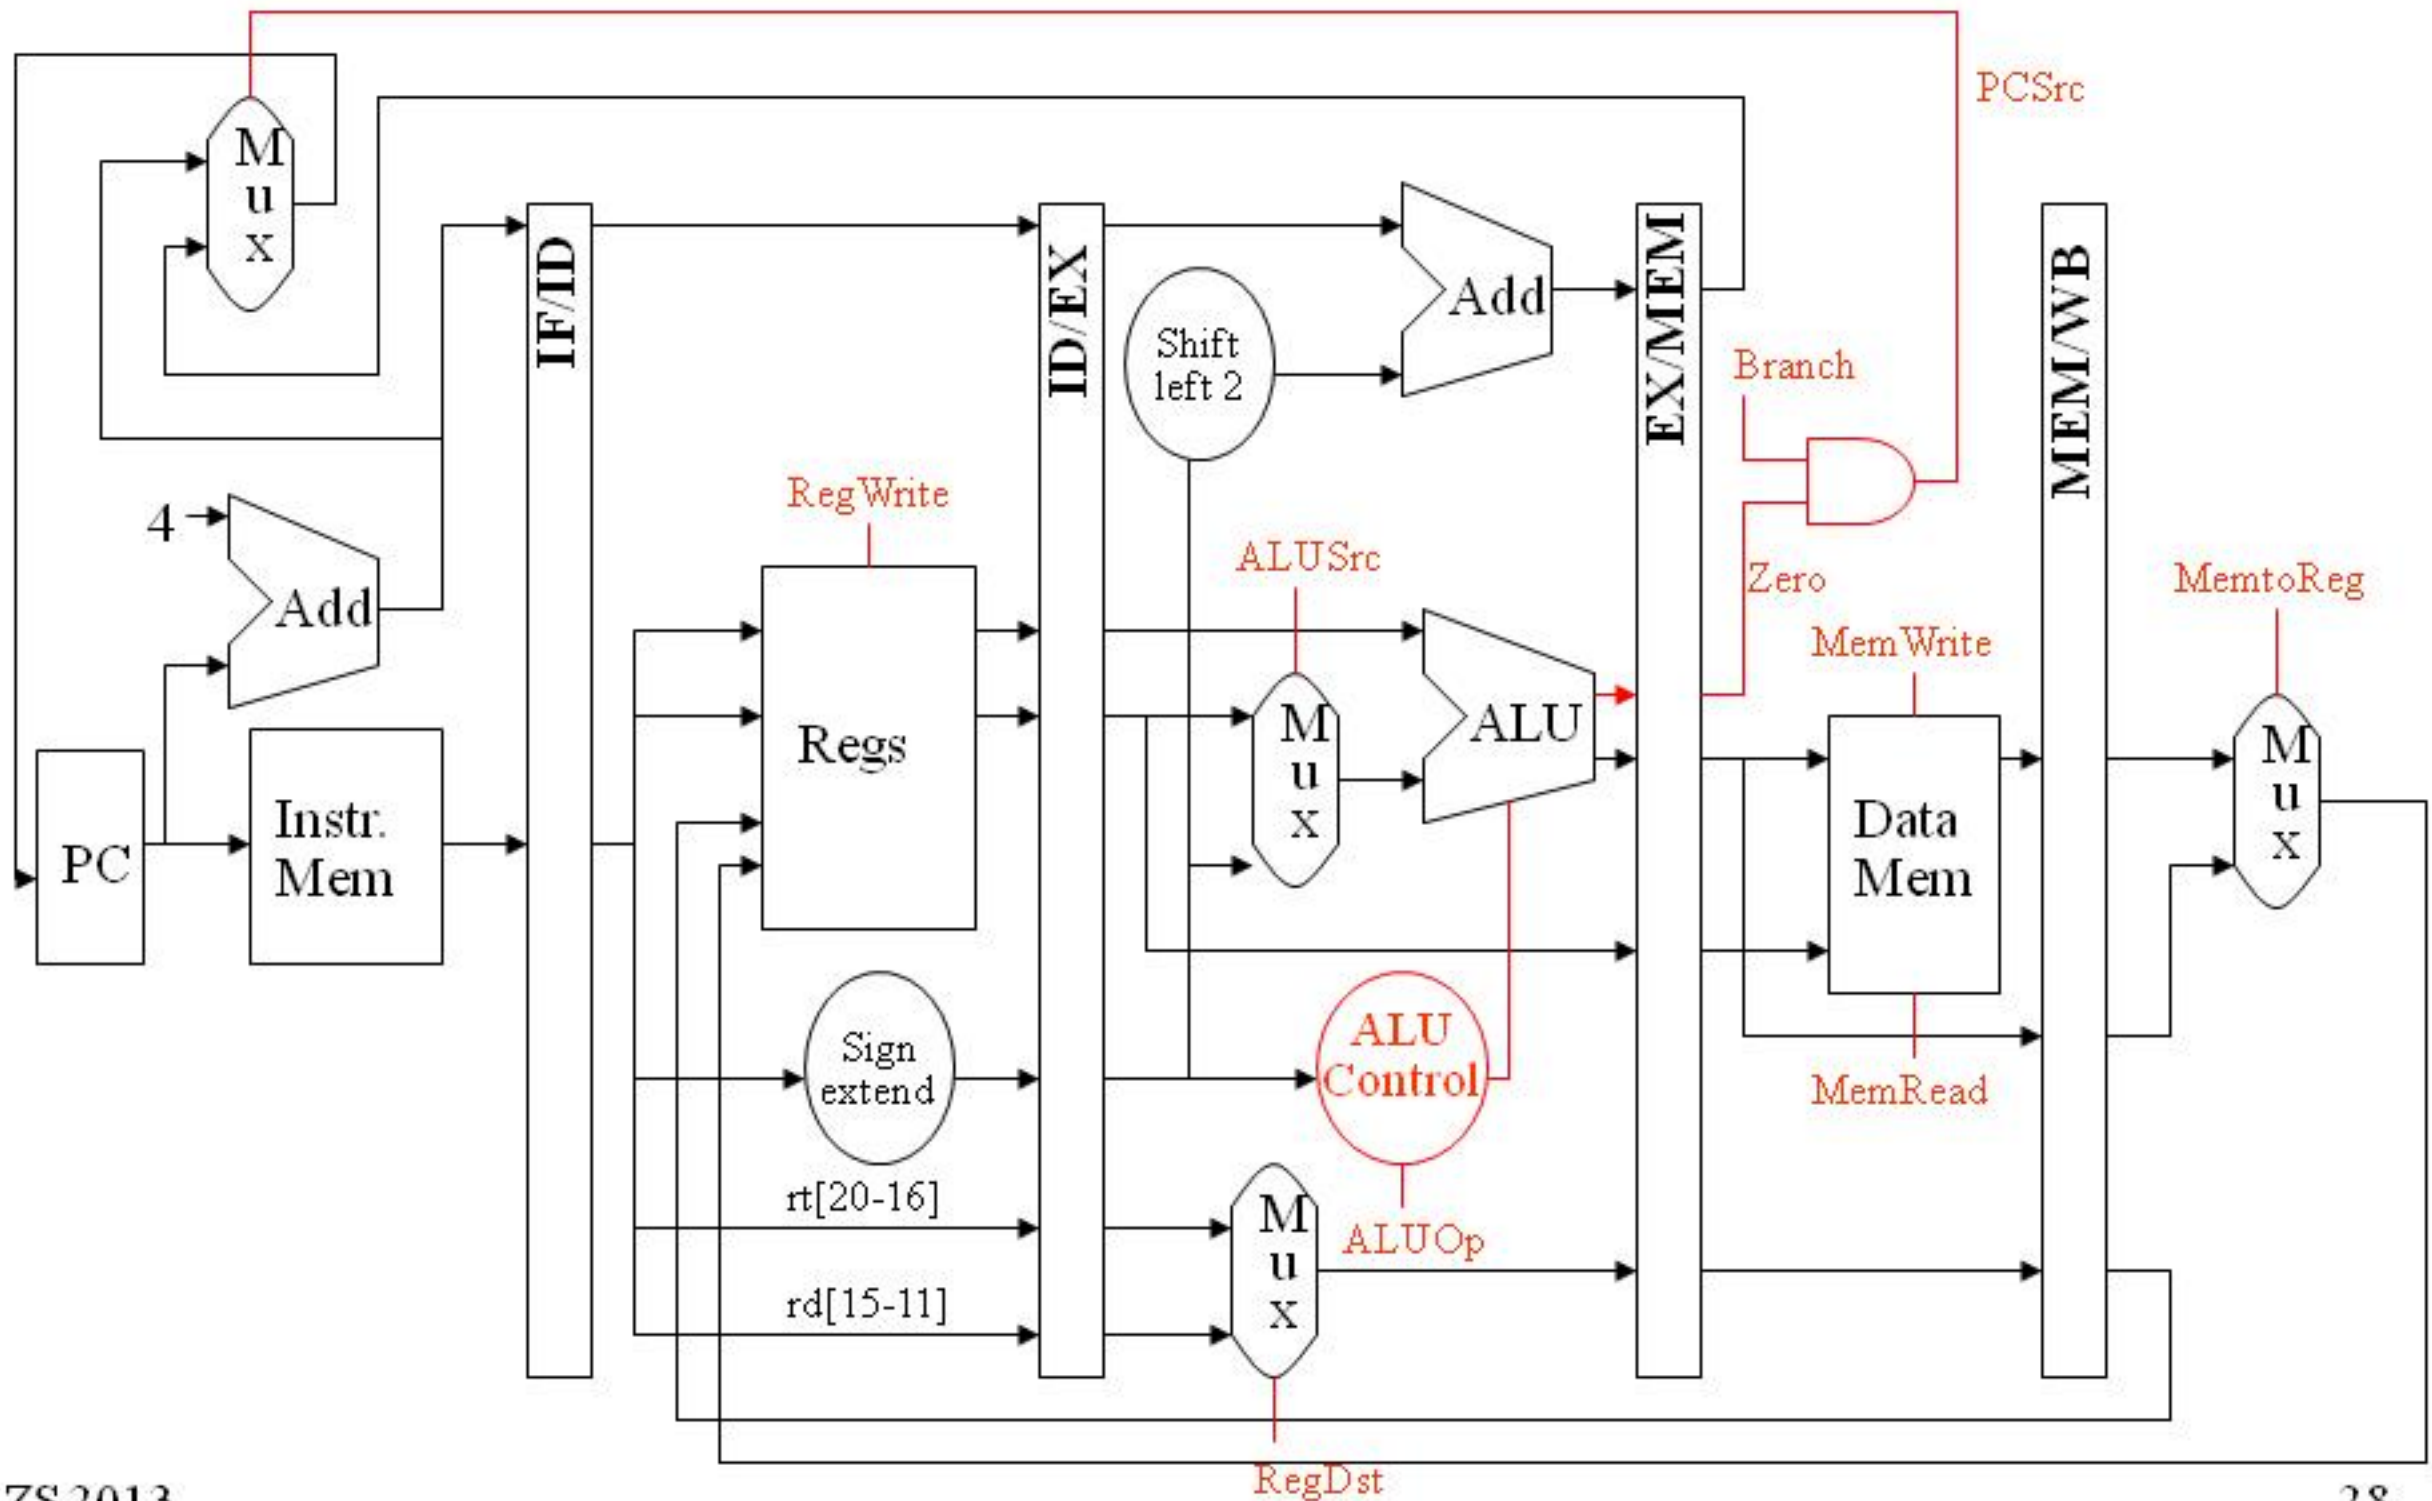 PCSrc
M
u
x
IF/ID
ID/EX
Add
EX/MEM
MEM/WB
Shift
left 2
Branch
4
Add
RegWrite
ALUSrc
Zero
MemtoReg
MemWrite
Regs
M
u
x
ALU
M
u
x
PC
Instr.
Mem
Data
Mem
Sign
extend
ALU
Control
MemRead
rt[20-16]
M
u
x
ALUOp
rd[15-11]
RegDst
ZS2013
28